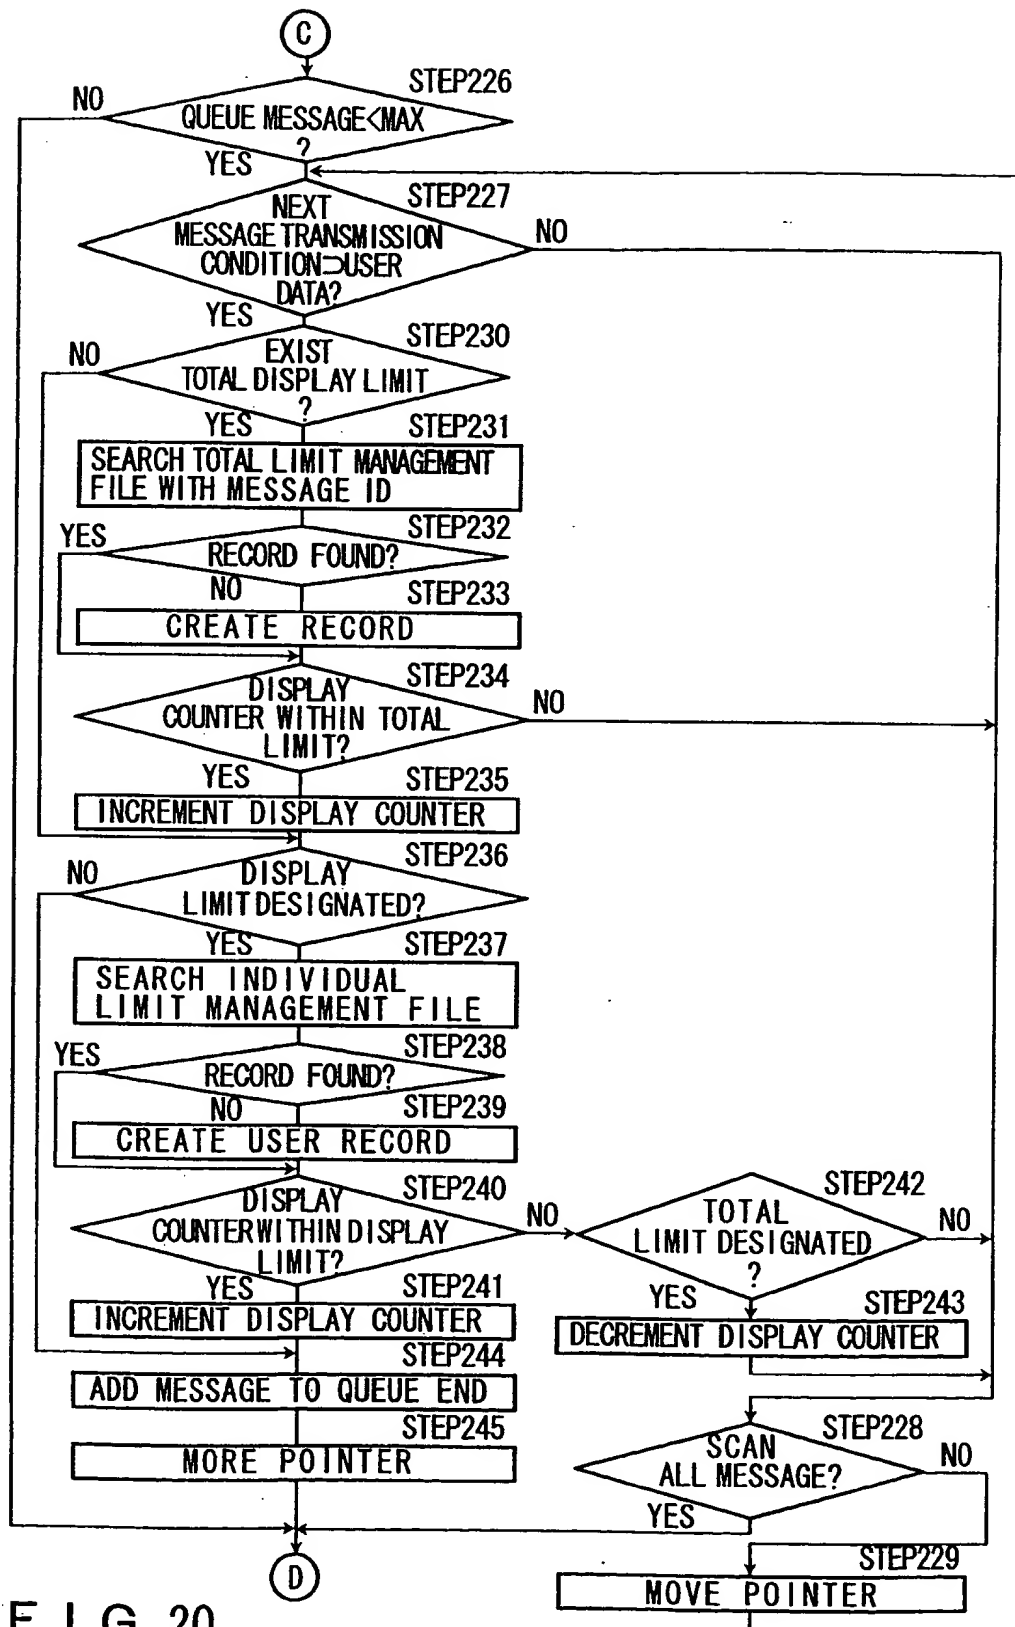 C
STEP226
NO
QUEUE MESSAGE<MAX
?
YES
STEP227
NEXT
MESSAGE TRANSMISSION
CONDITION⊃USER
DATA?
NO
YES
STEP230
NO
EXIST
TOTAL DISPLAY LIMIT
?
YES
STEP231
SEARCH TOTAL LIMIT MANAGEMENT
FILE WITH MESSAGE ID
STEP232
YES
RECORD FOUND?
NO
STEP233
CREATE RECORD
STEP234
DISPLAY
COUNTER WITHIN TOTAL
LIMIT?
NO
YES
STEP235
INCREMENT DISPLAY COUNTER
STEP236
NO
DISPLAY
LIMIT DESIGNATED?
YES
STEP237
SEARCH INDIVIDUAL
LIMIT MANAGEMENT FILE
STEP238
YES
RECORD FOUND?
NO
STEP239
CREATE USER RECORD
STEP240
DISPLAY
COUNTER WITHIN DISPLAY
LIMIT?
NO
STEP242
TOTAL
LIMIT DESIGNATED
?
NO
YES
STEP241
INCREMENT DISPLAY COUNTER
YES
STEP243
DECREMENT DISPLAY COUNTER
STEP244
ADD MESSAGE TO QUEUE END
STEP245
MORE POINTER
STEP228
SCAN
ALL MESSAGE?
NO
YES
D
STEP229
MOVE POINTER
FIG. 20